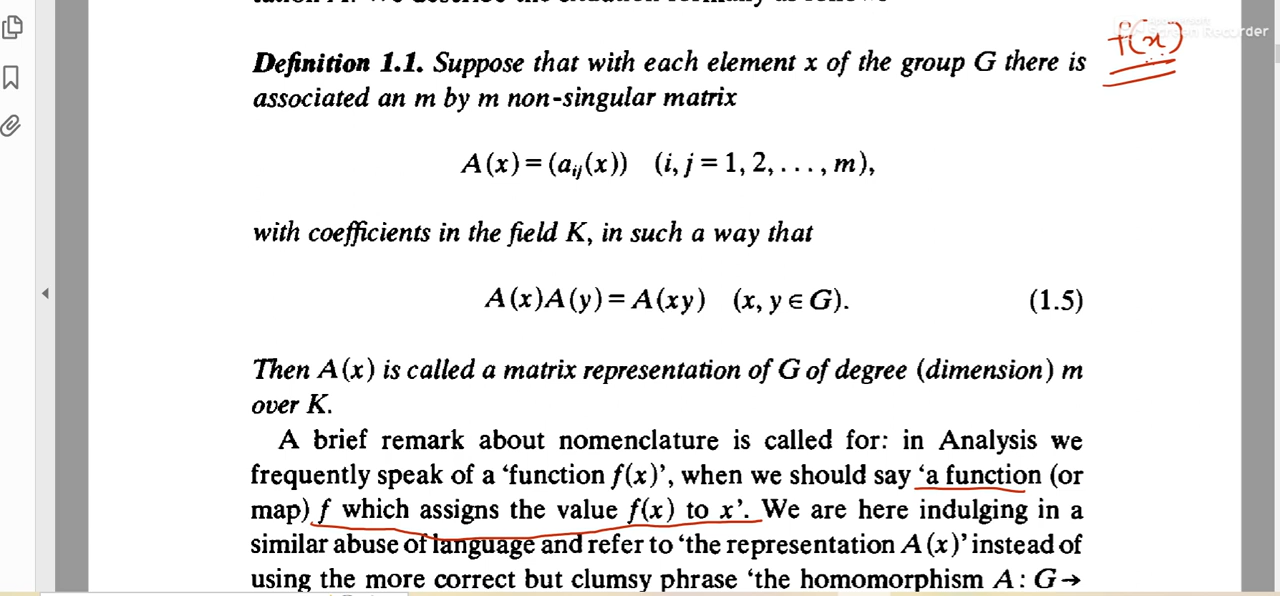 f(x)
Screen Recorder
Definition 1.1. Suppose that with each element x of the group G there is
associated an m by m non-singular matrix
A(x) = (aᵢⱼ(x)) (i, j = 1, 2, . . . , m),
with coefficients in the field K, in such a way that
A(x)A(y) = A(xy) (x, y ∈ G). (1.5)
Then A(x) is called a matrix representation of G of degree (dimension) m
over K.
A brief remark about nomenclature is called for: in Analysis we
frequently speak of a ‘function f(x)’, when we should say ‘a function (or
map) f which assigns the value f(x) to x’. We are here indulging in a
similar abuse of language and refer to ‘the representation A(x)’ instead of
using the more correct but clumsy phrase ‘the homomorphism A: G→